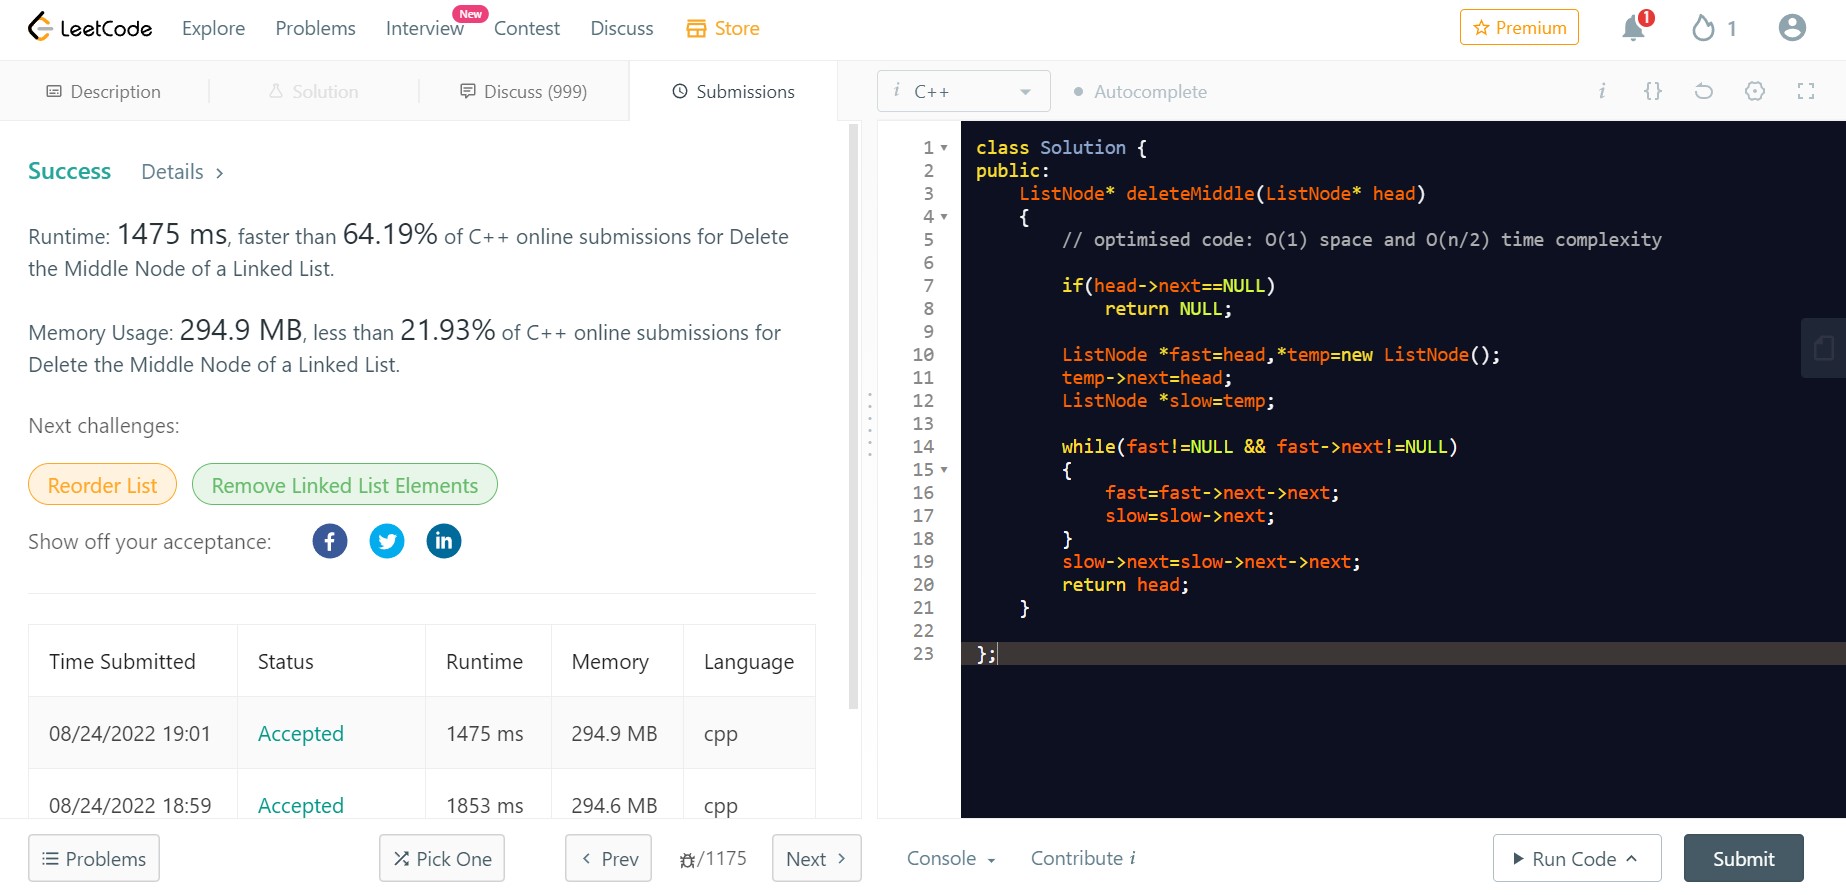 LeetCode Explore Problems Interview New Contest Discuss Store Premium 1 1
Description Solution Discuss (999) Submissions
i C++ Autocomplete i {}
Success Details >
Runtime: 1475 ms, faster than 64.19% of C++ online submissions for Delete
the Middle Node of a Linked List.
Memory Usage: 294.9 MB, less than 21.93% of C++ online submissions for
Delete the Middle Node of a Linked List.
Next challenges:
Reorder List Remove Linked List Elements
Show off your acceptance: f in
Time Submitted Status Runtime Memory Language
08/24/2022 19:01 Accepted 1475 ms 294.9 MB cpp
08/24/2022 18:59 Accepted 1853 ms 294.6 MB cpp
1 class Solution {
2 public:
3     ListNode* deleteMiddle(ListNode* head)
4     {
5         // optimised code: O(1) space and O(n/2) time complexity
6
7         if(head->next==NULL)
8             return NULL;
9
10         ListNode *fast=head,*temp=new ListNode();
11         temp->next=head;
12         ListNode *slow=temp;
13
14         while(fast!=NULL && fast->next!=NULL)
15         {
16             fast=fast->next->next;
17             slow=slow->next;
18         }
19         slow->next=slow->next->next;
20         return head;
21     }
22
23 };
Problems Pick One < Prev /1175 Next > Console Contribute i Run Code Submit